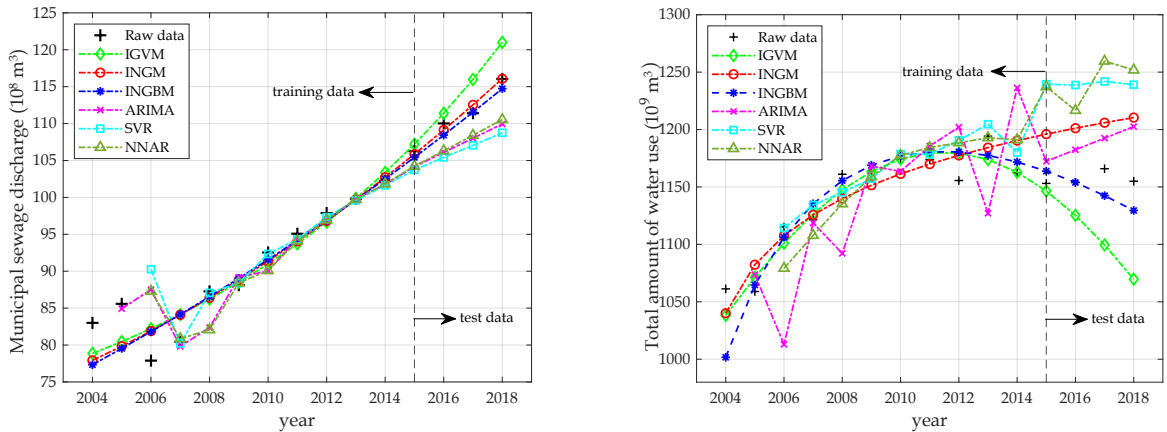 Municipal sewage discharge (10⁸ m³)
125
120
115
110
105
100
95
90
85
80
75
Raw data
IGVM
INGM
INGBM
ARIMA
SVR
NNAR
training data
test data
2004 2006 2008 2010 2012 2014 2016 2018
year
Total amount of water use (10⁹ m³)
1300
1250
1200
1150
1100
1050
1000
Raw data
IGVM
INGM
INGBM
ARIMA
SVR
NNAR
training data
test data
2004 2006 2008 2010 2012 2014 2016 2018
year